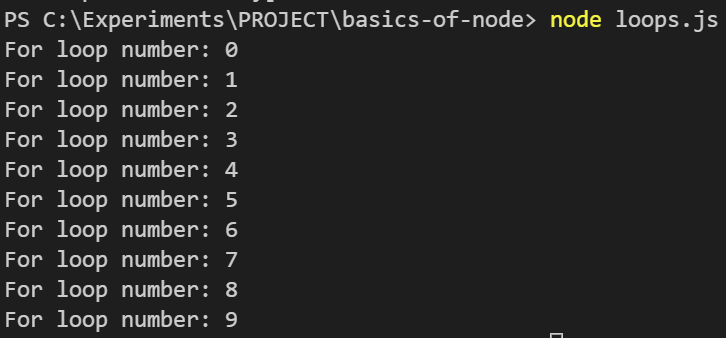 PS C:\Experiments\PROJECT\basics-of-node> node loops.js
For loop number: 0
For loop number: 1
For loop number: 2
For loop number: 3
For loop number: 4
For loop number: 5
For loop number: 6
For loop number: 7
For loop number: 8
For loop number: 9